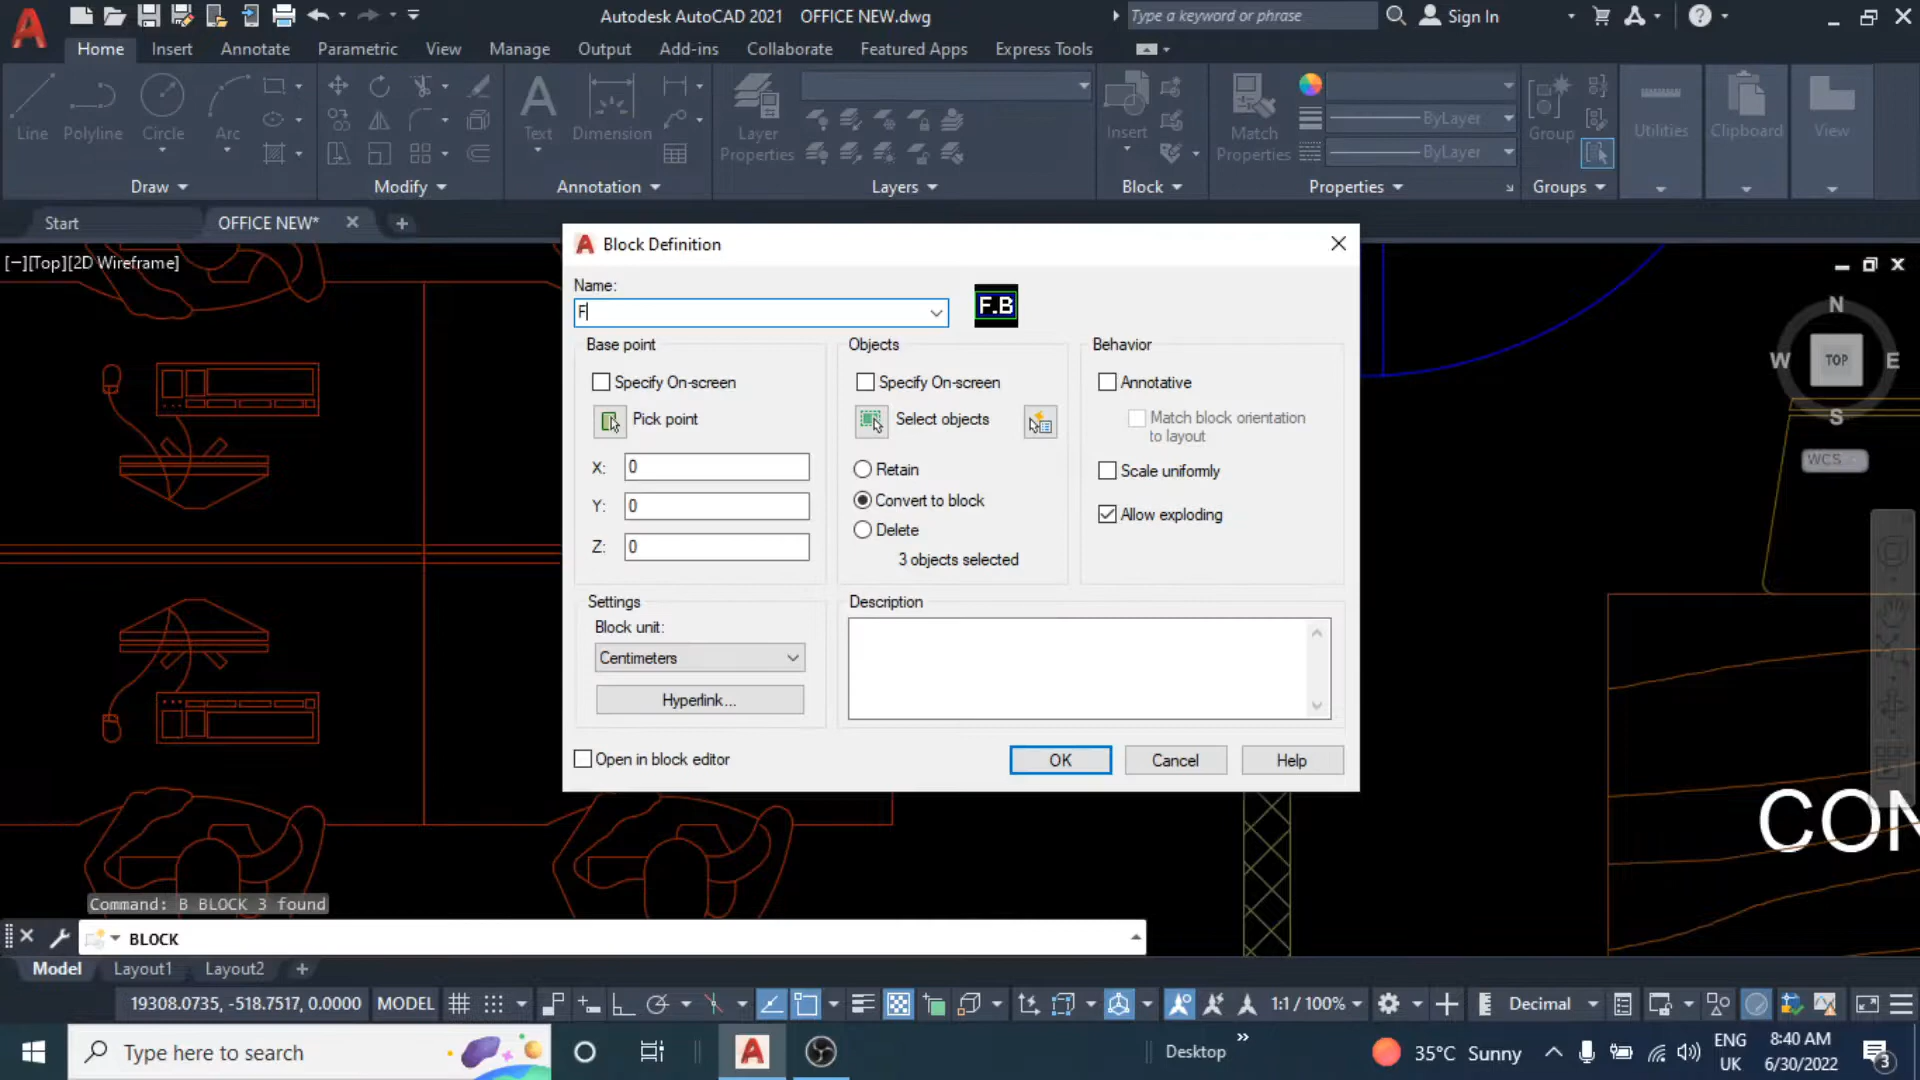 Autodesk AutoCAD 2021 OFFICE NEW.dwg
Type a keyword or phrase
Sign In
Home Insert Annotate Parametric View Manage Output Add-ins Collaborate Featured Apps Express Tools
Line Polyline Circle Arc
Text Dimension
Layer Properties
Insert
Match Properties
ByLayer
ByLayer
Group
Utilities
Clipboard
View
Draw Modify Annotation Layers Block Properties Groups
Start
OFFICE NEW*
[−][Top][2D Wireframe]
Block Definition
Name:
F
F.B
Base point
Specify On-screen
Pick point
X: 0
Y: 0
Z: 0
Objects
Specify On-screen
Select objects
Retain
Convert to block
Delete
3 objects selected
Behavior
Annotative
Match block orientation
to layout
Scale uniformly
Allow exploding
Settings
Block unit:
Centimeters
Hyperlink...
Description
Open in block editor
OK
Cancel
Help
N
W TOP E
S
WCS
CON
Command: B BLOCK 3 found
BLOCK
Model Layout1 Layout2
19308.0735, -518.7517, 0.0000 MODEL
1:1 / 100%
Decimal
Type here to search
Desktop
35°C Sunny
ENG
UK
8:40 AM
6/30/2022
3